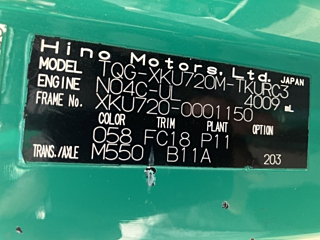 Hino Motors, Ltd. JAPAN
MODEL TQG-XKU720M-TKURC3
ENGINE N04C-UL 4009 mL
FRAME No. XKU720-0001150
COLOR TRIM PLANT OPTION
058 FC18 P11
TRANS./AXLE M550 B11A 203